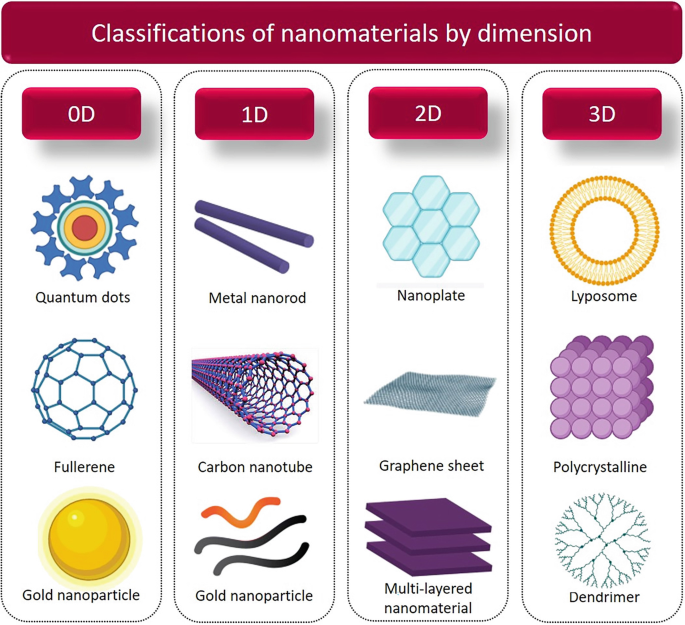 Classifications of nanomaterials by dimension
0D
1D
2D
3D
Quantum dots
Metal nanorod
Nanoplate
Lyposome
Fullerene
Carbon nanotube
Graphene sheet
Polycrystalline
Gold nanoparticle
Gold nanoparticle
Multi-layered
nanomaterial
Dendrimer